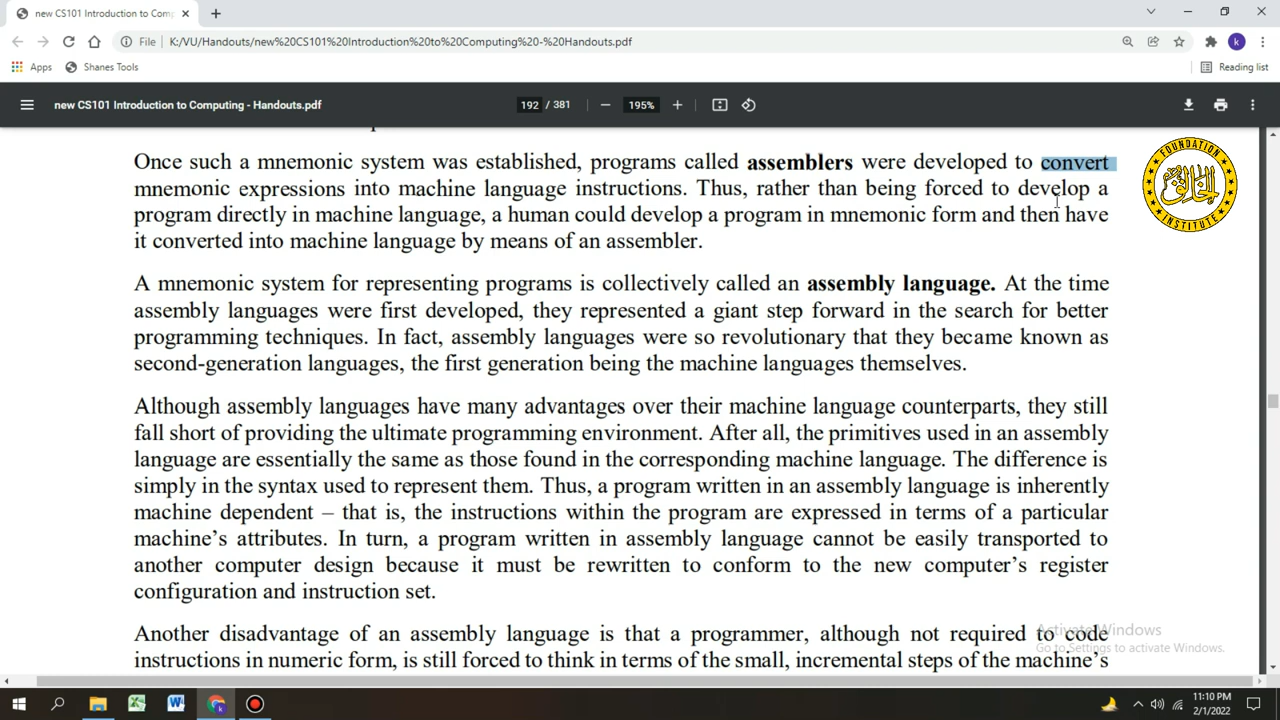 new CS101 Introduction to Comp
File K:/VU/Handouts/new%20CS101%20Introduction%20to%20Computing%20-%20Handouts.pdf
Apps Shanes Tools Reading list
new CS101 Introduction to Computing - Handouts.pdf 192 / 381 195%
Once such a mnemonic system was established, programs called assemblers were developed to convert
mnemonic expressions into machine language instructions. Thus, rather than being forced to develop a
program directly in machine language, a human could develop a program in mnemonic form and then have
it converted into machine language by means of an assembler.
A mnemonic system for representing programs is collectively called an assembly language. At the time
assembly languages were first developed, they represented a giant step forward in the search for better
programming techniques. In fact, assembly languages were so revolutionary that they became known as
second-generation languages, the first generation being the machine languages themselves.
Although assembly languages have many advantages over their machine language counterparts, they still
fall short of providing the ultimate programming environment. After all, the primitives used in an assembly
language are essentially the same as those found in the corresponding machine language. The difference is
simply in the syntax used to represent them. Thus, a program written in an assembly language is inherently
machine dependent – that is, the instructions within the program are expressed in terms of a particular
machine's attributes. In turn, a program written in assembly language cannot be easily transported to
another computer design because it must be rewritten to conform to the new computer's register
configuration and instruction set.
Another disadvantage of an assembly language is that a programmer, although not required to code
instructions in numeric form, is still forced to think in terms of the small, incremental steps of the machine's
FOUNDATION
INSTITUTE
Activate Windows
Go to Settings to activate Windows.
11:10 PM
2/1/2022